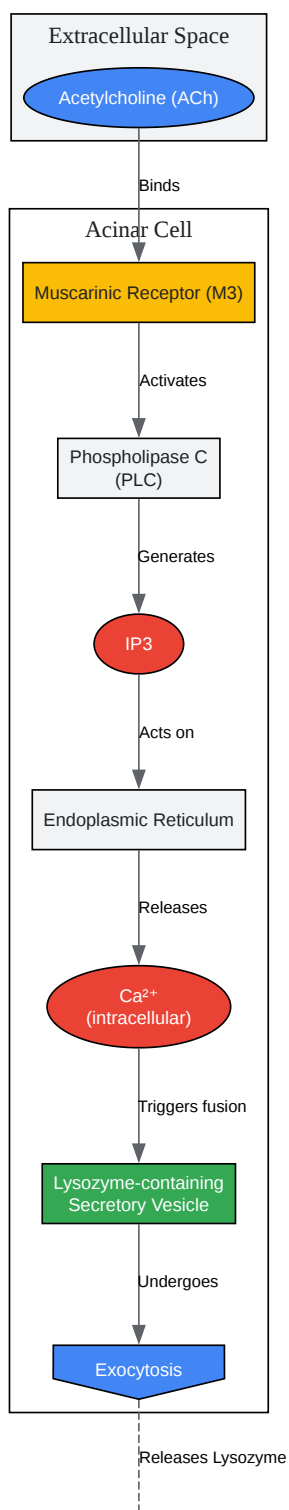 Extracellular Space
Acetylcholine (ACh)
Binds
Acinar Cell
Muscarinic Receptor (M3)
Activates
Phospholipase C
(PLC)
Generates
IP3
Acts on
Endoplasmic Reticulum
Releases
Ca²⁺
(intracellular)
Triggers fusion
Lysozyme-containing
Secretory Vesicle
Undergoes
Exocytosis
Releases Lysozyme